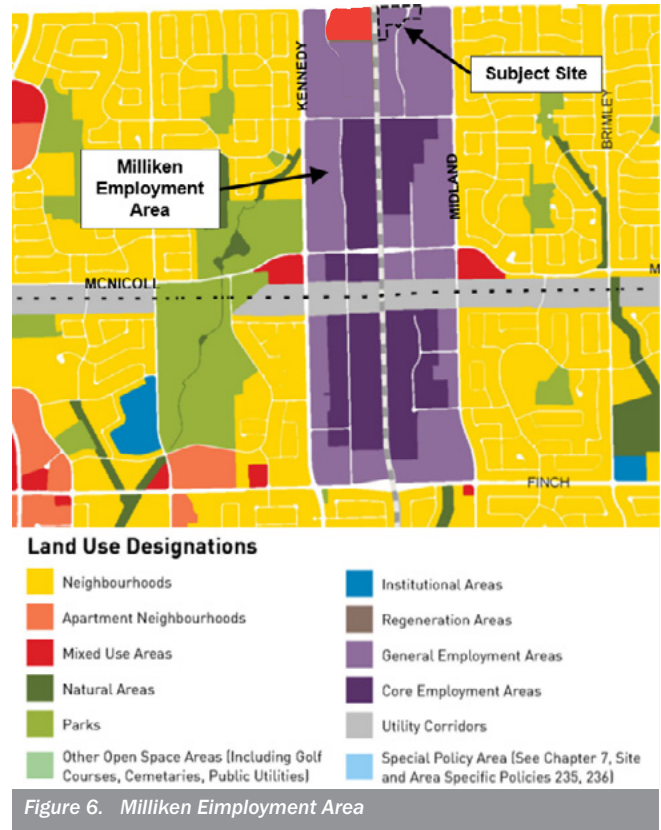 KENNEDY
Subject Site
BRIMLEY
Milliken
Employment
Area
MIDLAND
MCNICOLL
M
FINCH
Land Use Designations
Neighbourhoods
Apartment Neighbourhoods
Mixed Use Areas
Natural Areas
Parks
Other Open Space Areas (Including Golf
Courses, Cemetaries, Public Utilities)
Institutional Areas
Regeneration Areas
General Employment Areas
Core Employment Areas
Utility Corridors
Special Policy Area (See Chapter 7, Site
and Area Specific Policies 235, 236)
Figure 6. Milliken Eimployment Area